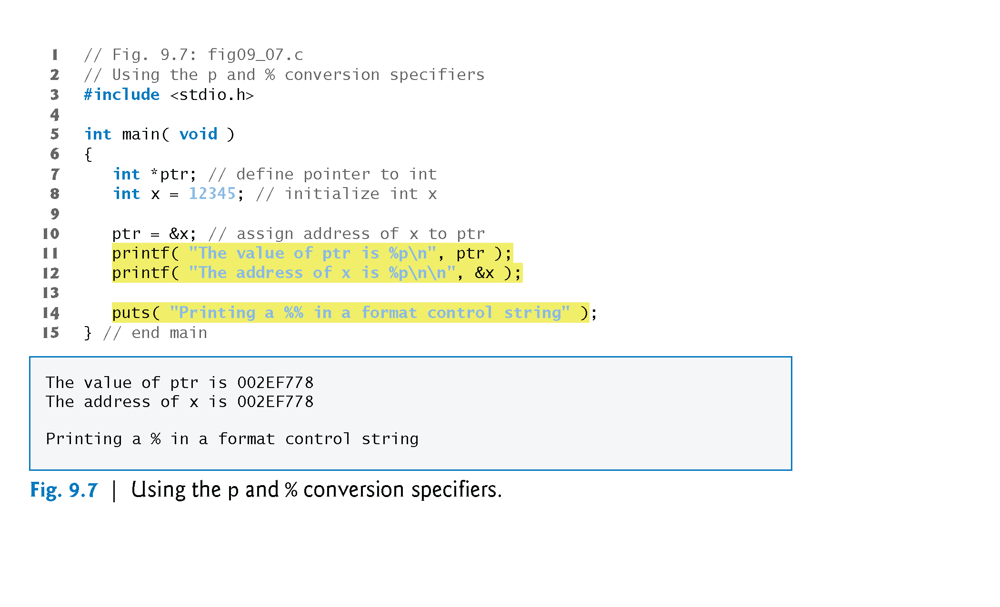 1 // Fig. 9.7: fig09_07.c
2 // Using the p and % conversion specifiers
3 #include <stdio.h>
4
5 int main( void )
6 {
7    int *ptr; // define pointer to int
8    int x = 12345; // initialize int x
9
10    ptr = &x; // assign address of x to ptr
11    printf( "The value of ptr is %p\n", ptr );
12    printf( "The address of x is %p\n\n", &x );
13
14    puts( "Printing a %% in a format control string" );
15 } // end main
The value of ptr is 002EF778
The address of x is 002EF778
Printing a % in a format control string
Fig. 9.7 | Using the p and % conversion specifiers.